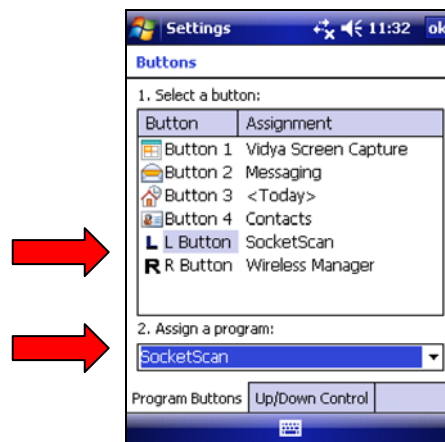 Settings 11:32 ok
Buttons
1. Select a button:
Button Assignment
Button 1 Vidya Screen Capture
Button 2 Messaging
Button 3 <Today>
Button 4 Contacts
L L Button SocketScan
R R Button Wireless Manager
2. Assign a program:
SocketScan
Program Buttons Up/Down Control